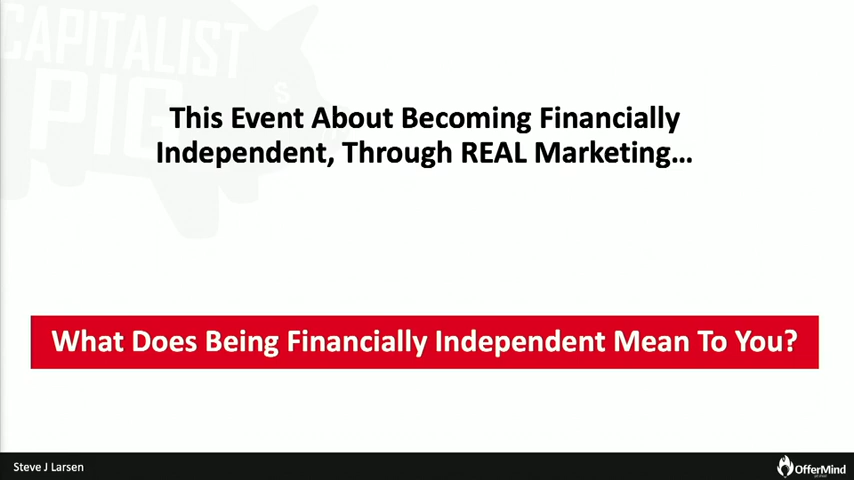 CAPITALIST
PIG
$
This Event About Becoming Financially
Independent, Through REAL Marketing...
What Does Being Financially Independent Mean To You?
Steve J Larsen
OfferMind